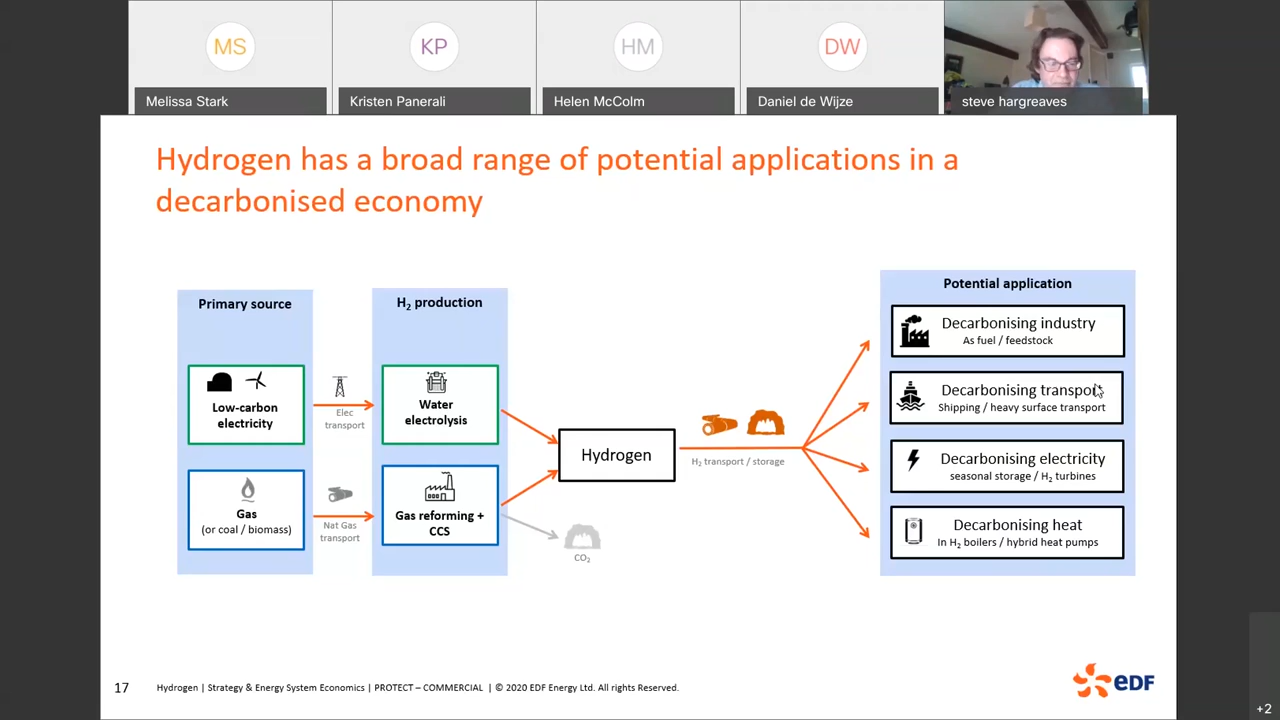 MS
KP
HM
DW
Melissa Stark
Kristen Panerali
Helen McColm
Daniel de Wijze
steve hargreaves
Hydrogen has a broad range of potential applications in a
decarbonised economy
Primary source
Low-carbon
electricity
Gas
(or coal / biomass)
Elec
transport
Nat Gas
transport
H2 production
Water
electrolysis
Gas reforming +
CCS
CO2
Hydrogen
H2 transport / storage
Potential application
Decarbonising industry
As fuel / feedstock
Decarbonising transport
Shipping / heavy surface transport
Decarbonising electricity
seasonal storage / H2 turbines
Decarbonising heat
In H2 boilers / hybrid heat pumps
17
Hydrogen | Strategy & Energy System Economics | PROTECT – COMMERCIAL | © 2020 EDF Energy Ltd. All rights Reserved.
eDF
+2